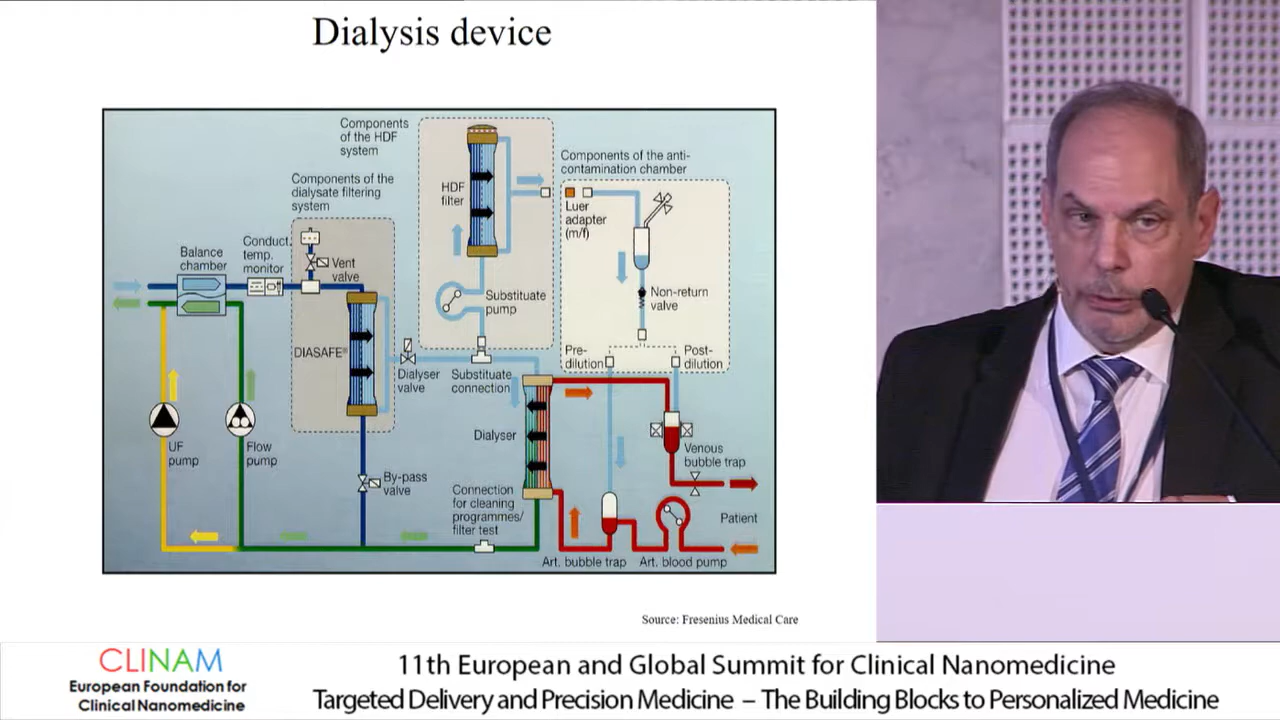 Dialysis device
Components
of the HDF
system
Components of the anti-
contamination chamber
Components of the
dialysate filtering
system
HDF
filter
Luer
adapter
(m/f)
Conduct.
temp.
monitor
Balance
chamber
Vent
valve
Substituate
pump
Non-return
valve
DIASAFE®
Pre-
dilution
Post-
dilution
Dialyser
valve
Substituate
connection
Dialyser
UF
pump
Flow
pump
Venous
bubble trap
By-pass
valve
Connection
for cleaning
programmes/
filter test
Patient
Art. bubble trap
Art. blood pump
Source: Fresenius Medical Care
CLINAM
European Foundation for
Clinical Nanomedicine
11th European and Global Summit for Clinical Nanomedicine
Targeted Delivery and Precision Medicine – The Building Blocks to Personalized Medicine